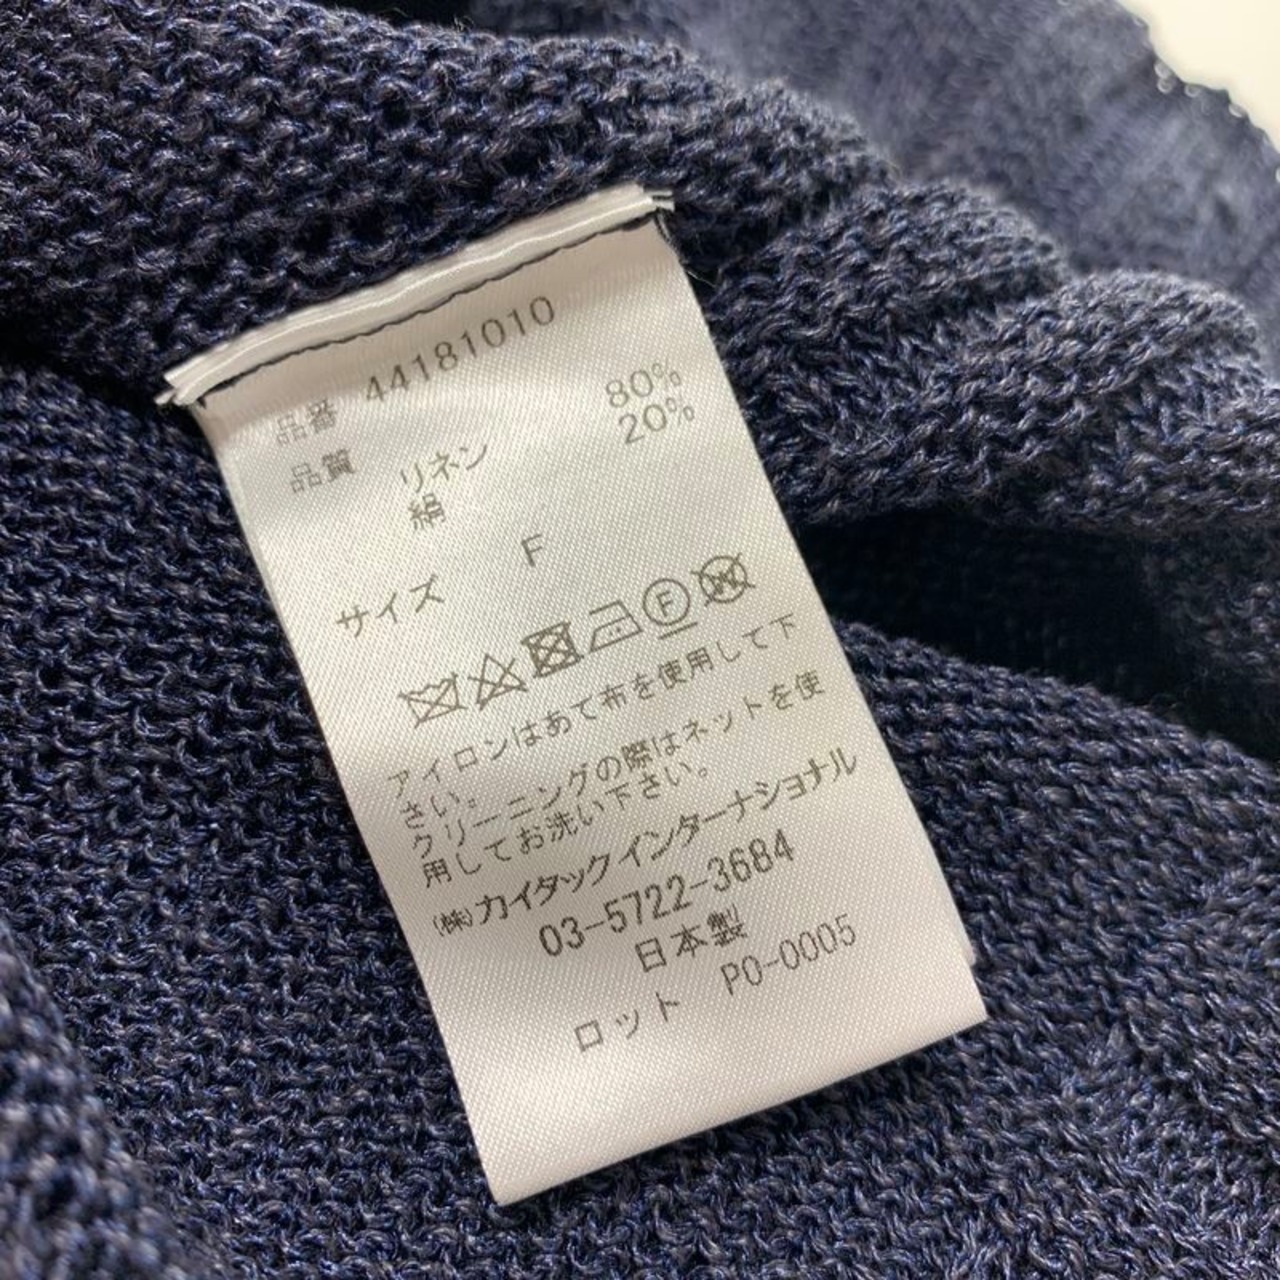 品番 44181010
品質 リネン 80%
絹 20%
サイズ F
F W
アイロンはあて布を使用して下
さい。
クリーニングの際はネットを使
用してお洗い下さい。
(株)カイタックインターナショナル
03-5722-3684
日本製
ロット PO-0005